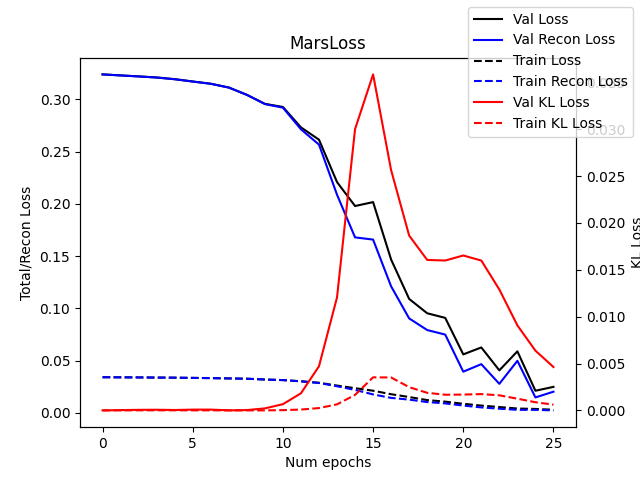 MarsLoss
Val Loss
Val Recon Loss
Train Loss
Train Recon Loss
Val KL Loss
Train KL Loss
Total/Recon Loss
0.30
0.25
0.20
0.15
0.10
0.05
0.00
0.030
0.025
0.020
0.015
0.010
0.005
0.000
KL Loss
0 5 10 15 20 25
Num epochs